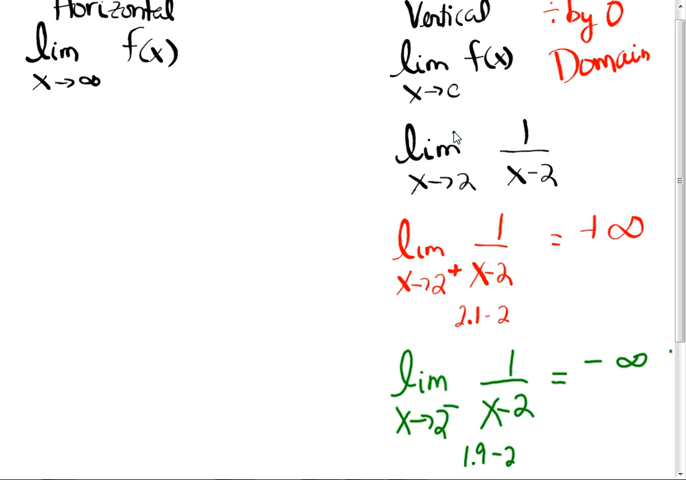 Horizontal
lim f(x)
x→∞
Vertical ÷ by 0
lim f(x) Domain
x→c
lim 1/(x-2)
x→2
lim 1/(x-2) = +∞
x→2⁺
2.1-2
lim 1/(x-2) = -∞
x→2⁻
1.9-2